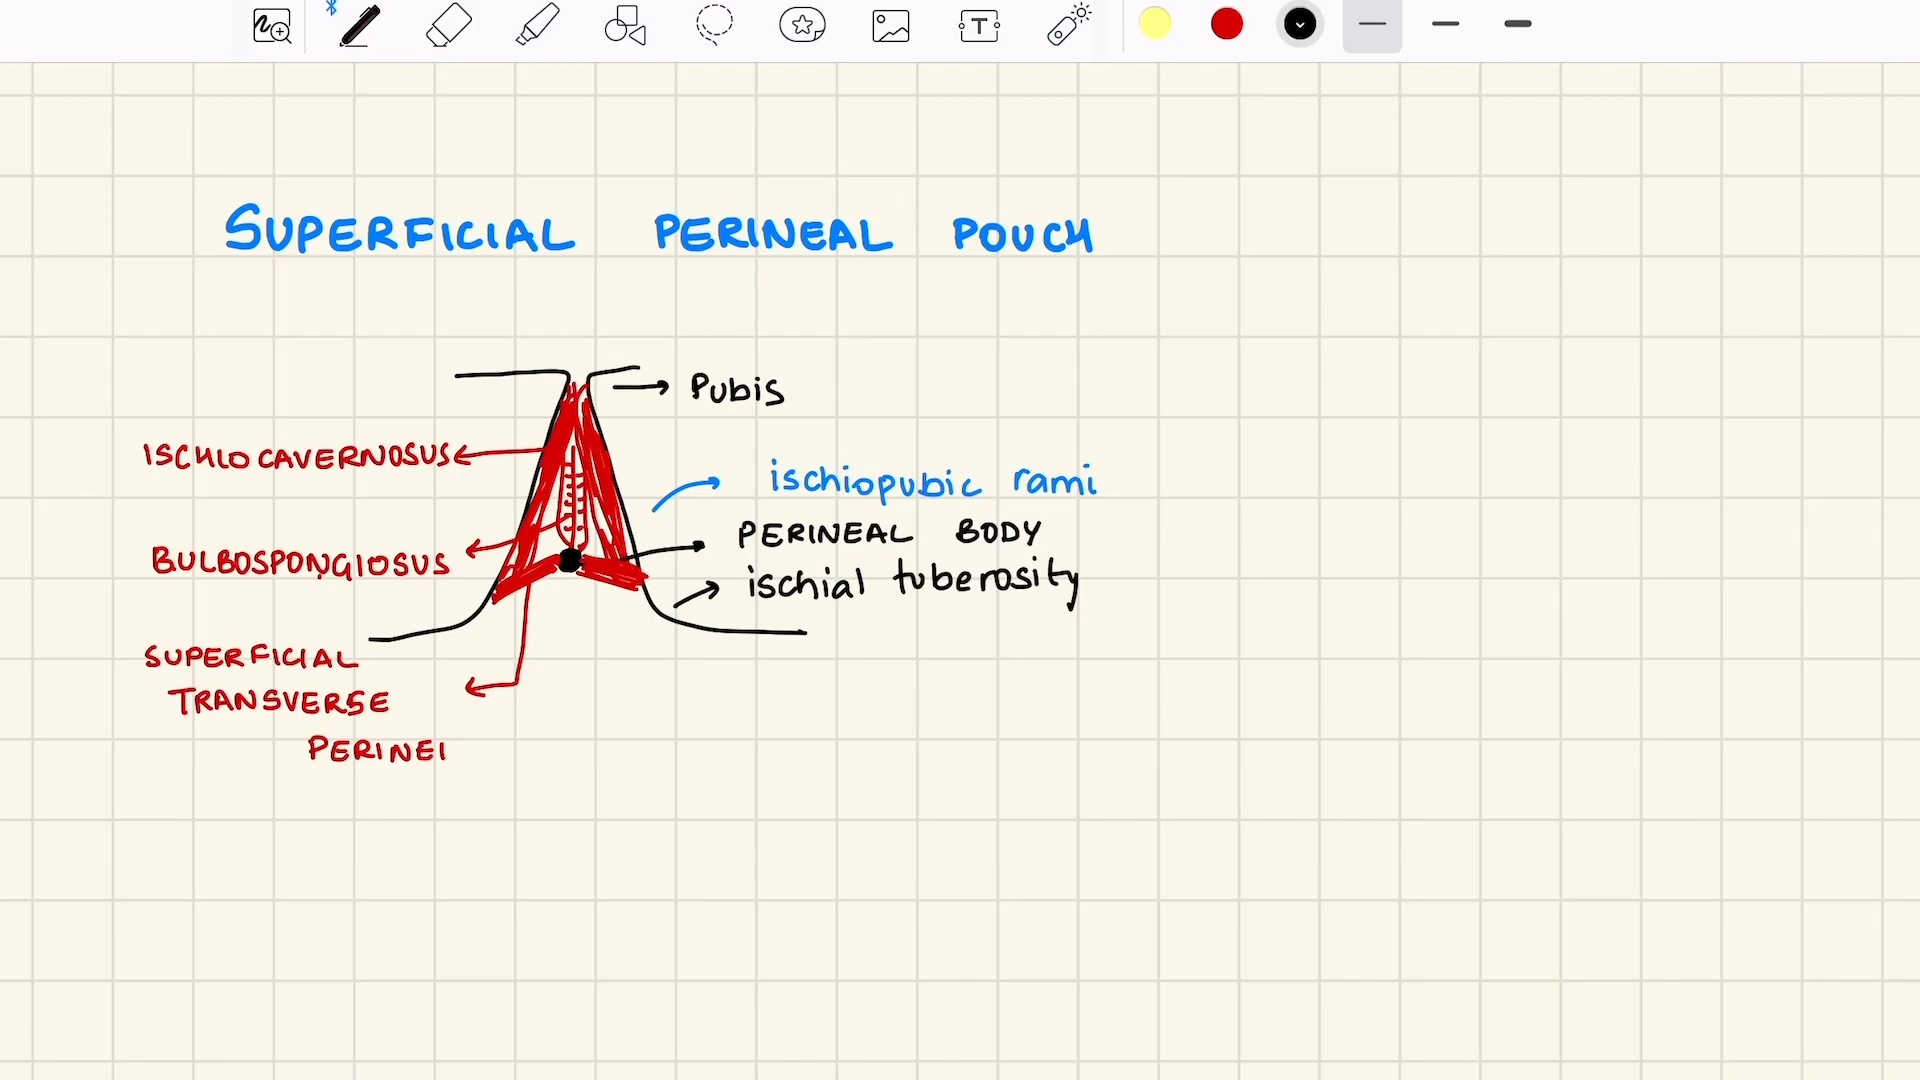 SUPERFICIAL PERINEAL POUCH
Pubis
ISCHIOCAVERNOSUS
ischiopubic rami
PERINEAL BODY
BULBOSPONGIOSUS
ischial tuberosity
SUPERFICIAL
TRANSVERSE
PERINEI